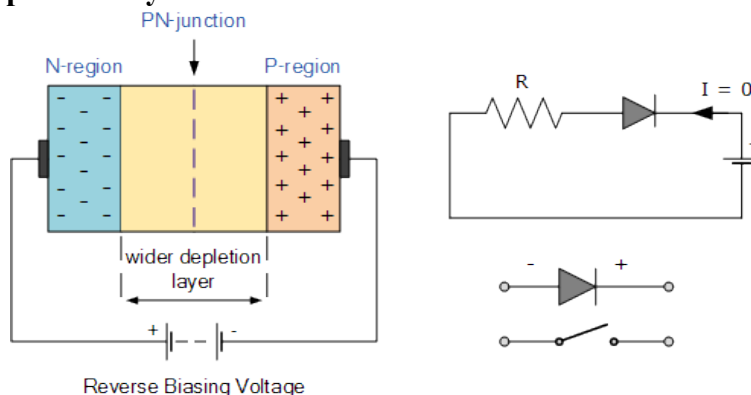 PN-junction
N-region P-region
R
I = 0
wider depletion
layer
- +
+ -
Reverse Biasing Voltage